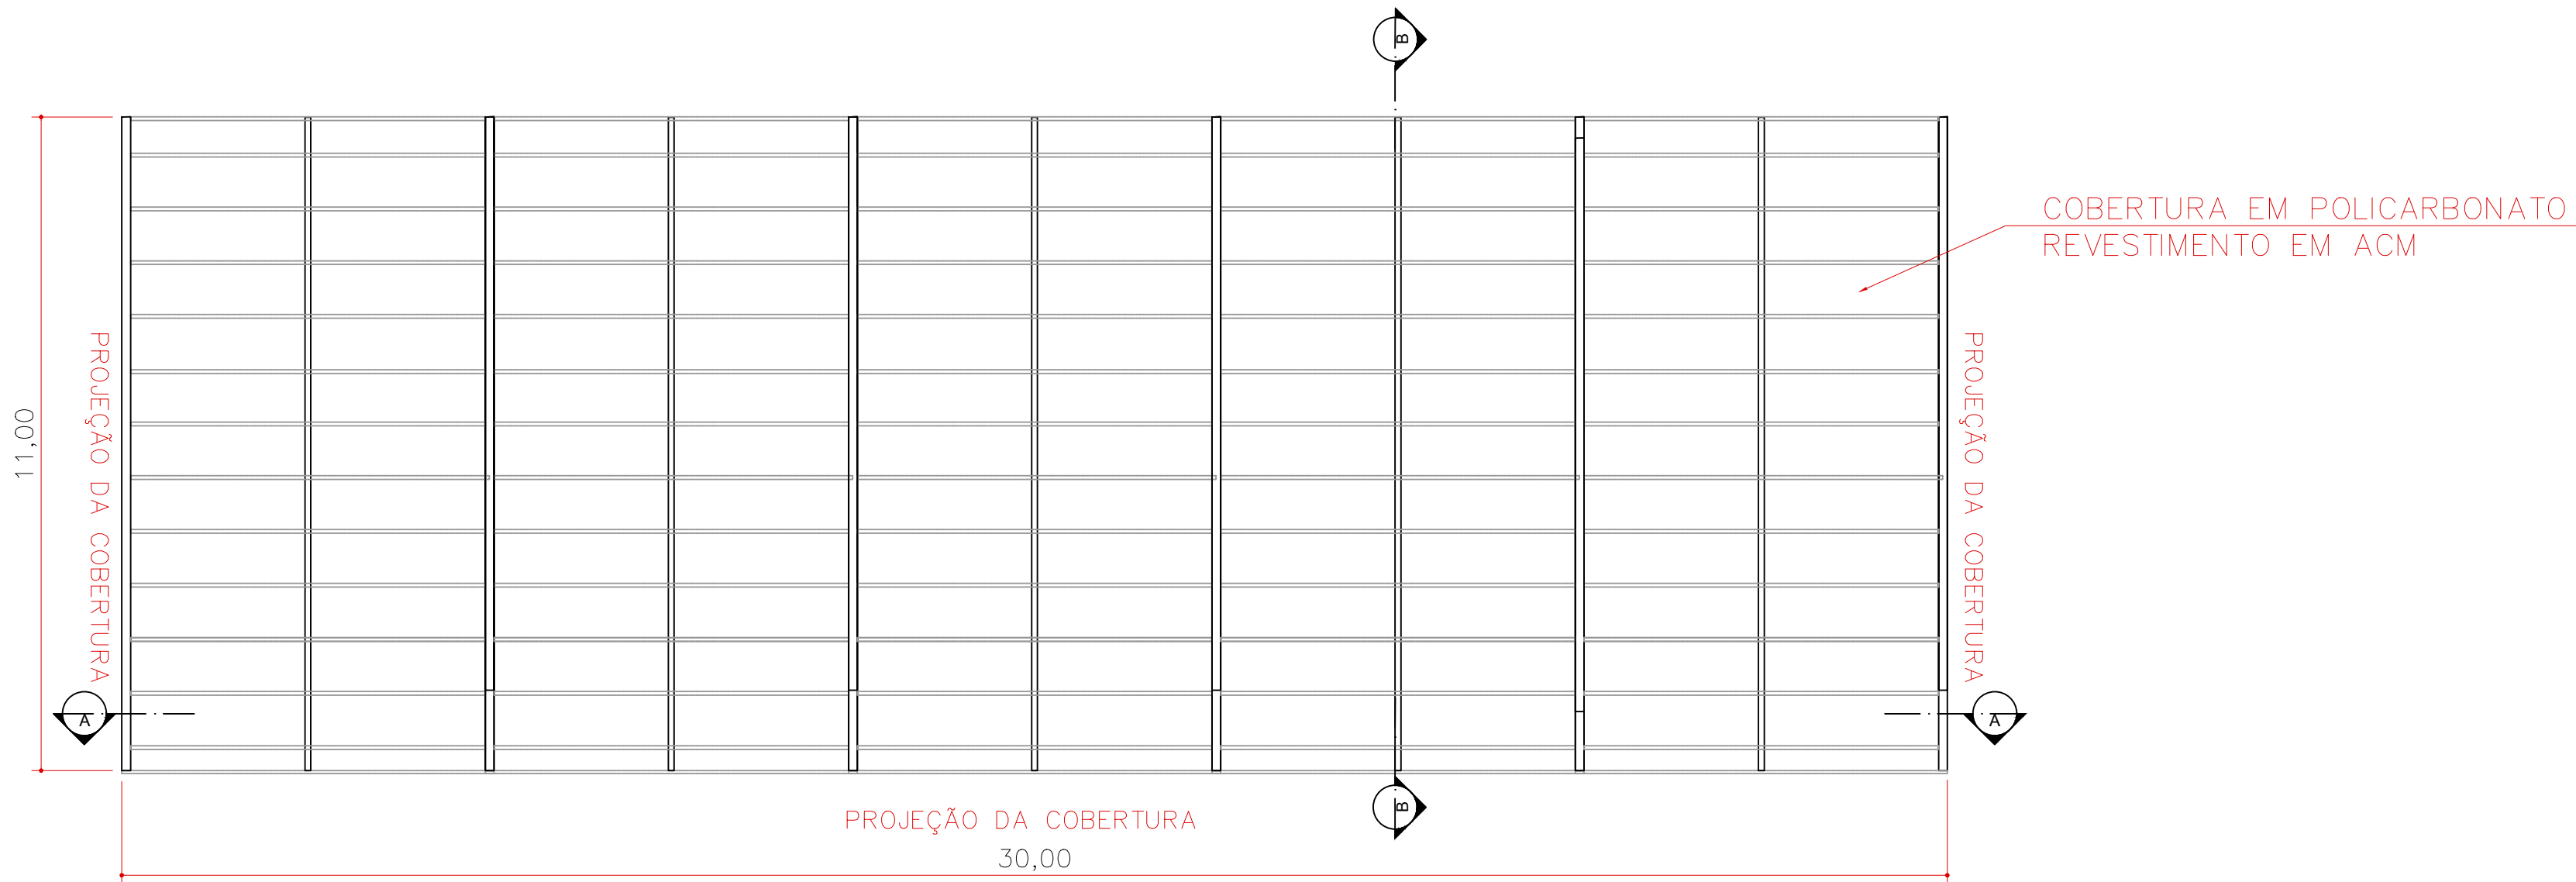 B
COBERTURA EM POLICARBONATO
REVESTIMENTO EM ACM
11,00
PROJEÇÃO DA COBERTURA
PROJEÇÃO DA COBERTURA
A
A
B
PROJEÇÃO DA COBERTURA
30,00